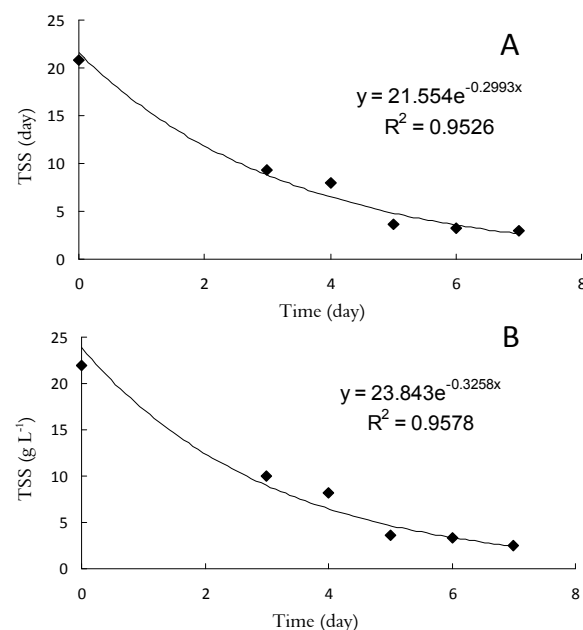 A
y = 21.554e^-0.2993x
R² = 0.9526
TSS (day)
25
20
15
10
5
0
0 2 4 6 8
Time (day)
B
y = 23.843e^-0.3258x
R² = 0.9578
TSS (g L⁻¹)
25
20
15
10
5
0
0 2 4 6 8
Time (day)